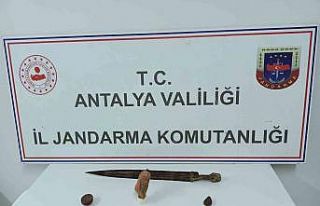 T.C.
ANTALYA VALİLİĞİ
İL JANDARMA KOMUTANLIĞI